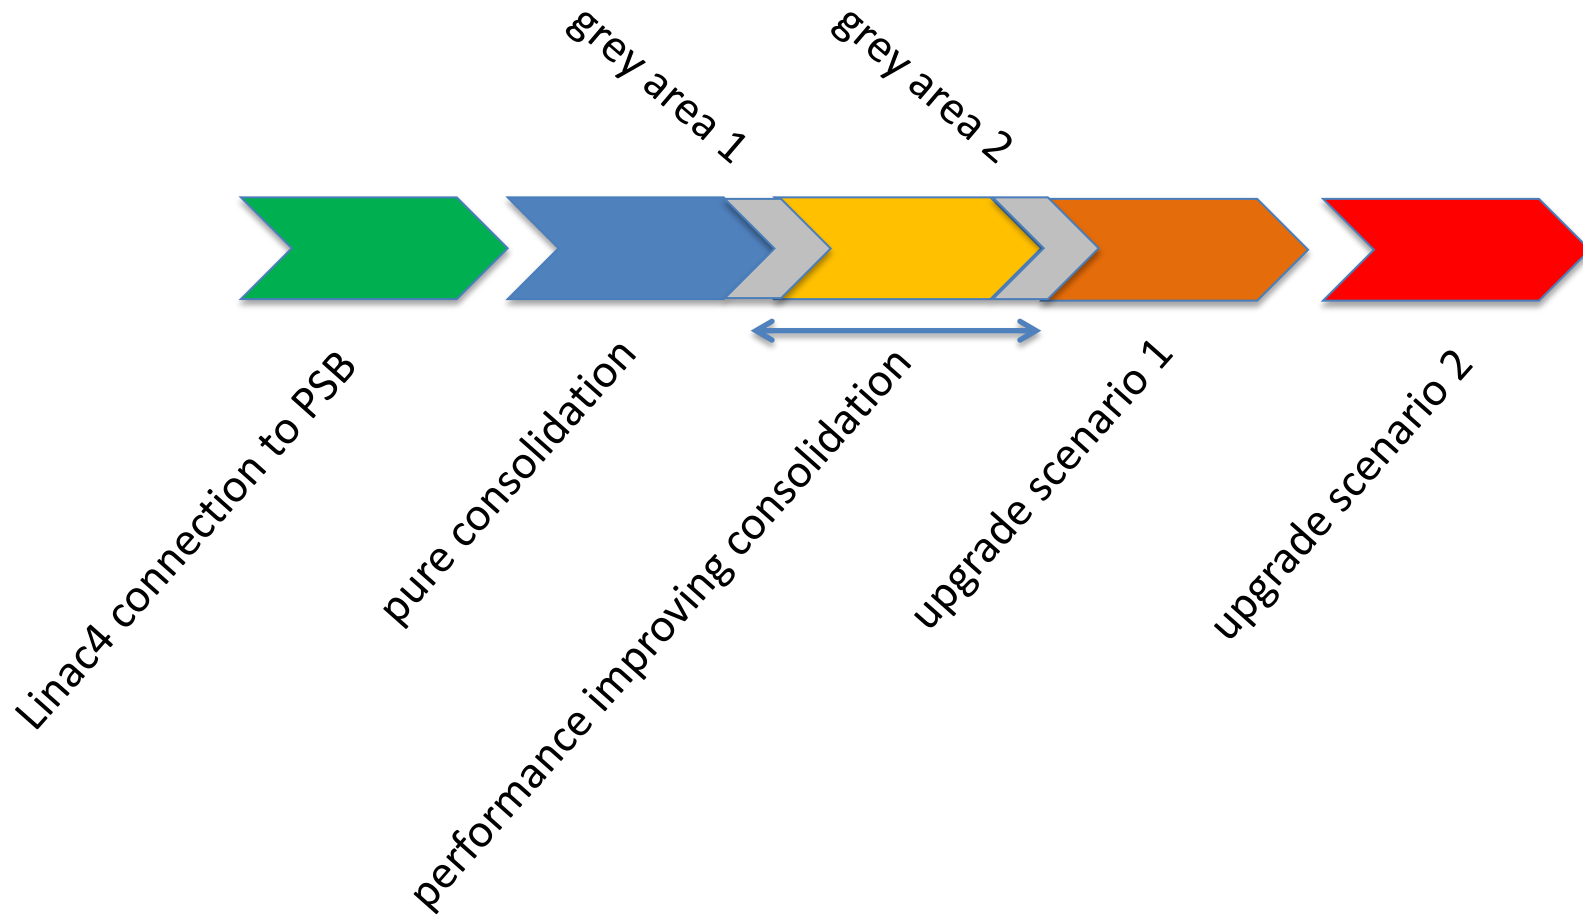 grey area 1
grey area 2
Linac4 connection to PSB
pure consolidation
performance improving consolidation
upgrade scenario 1
upgrade scenario 2